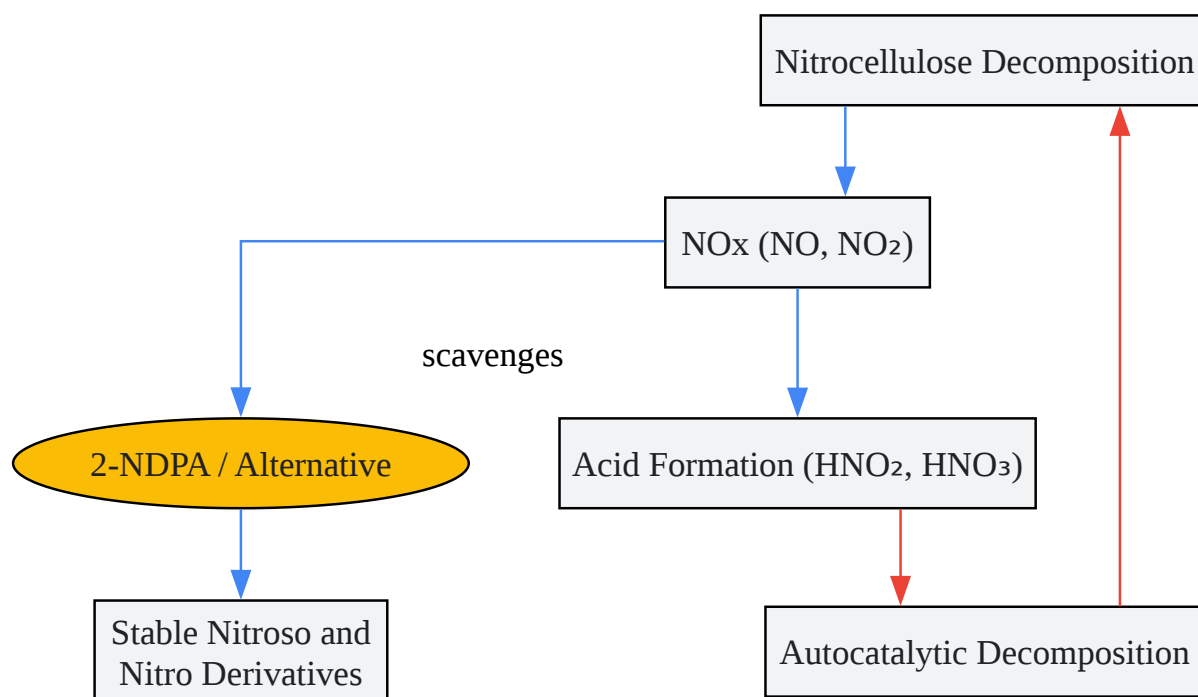 Nitrocellulose Decomposition
NOx (NO, NO₂)
scavenges
2-NDPA / Alternative
Acid Formation (HNO₂, HNO₃)
Stable Nitroso and
Nitro Derivatives
Autocatalytic Decomposition